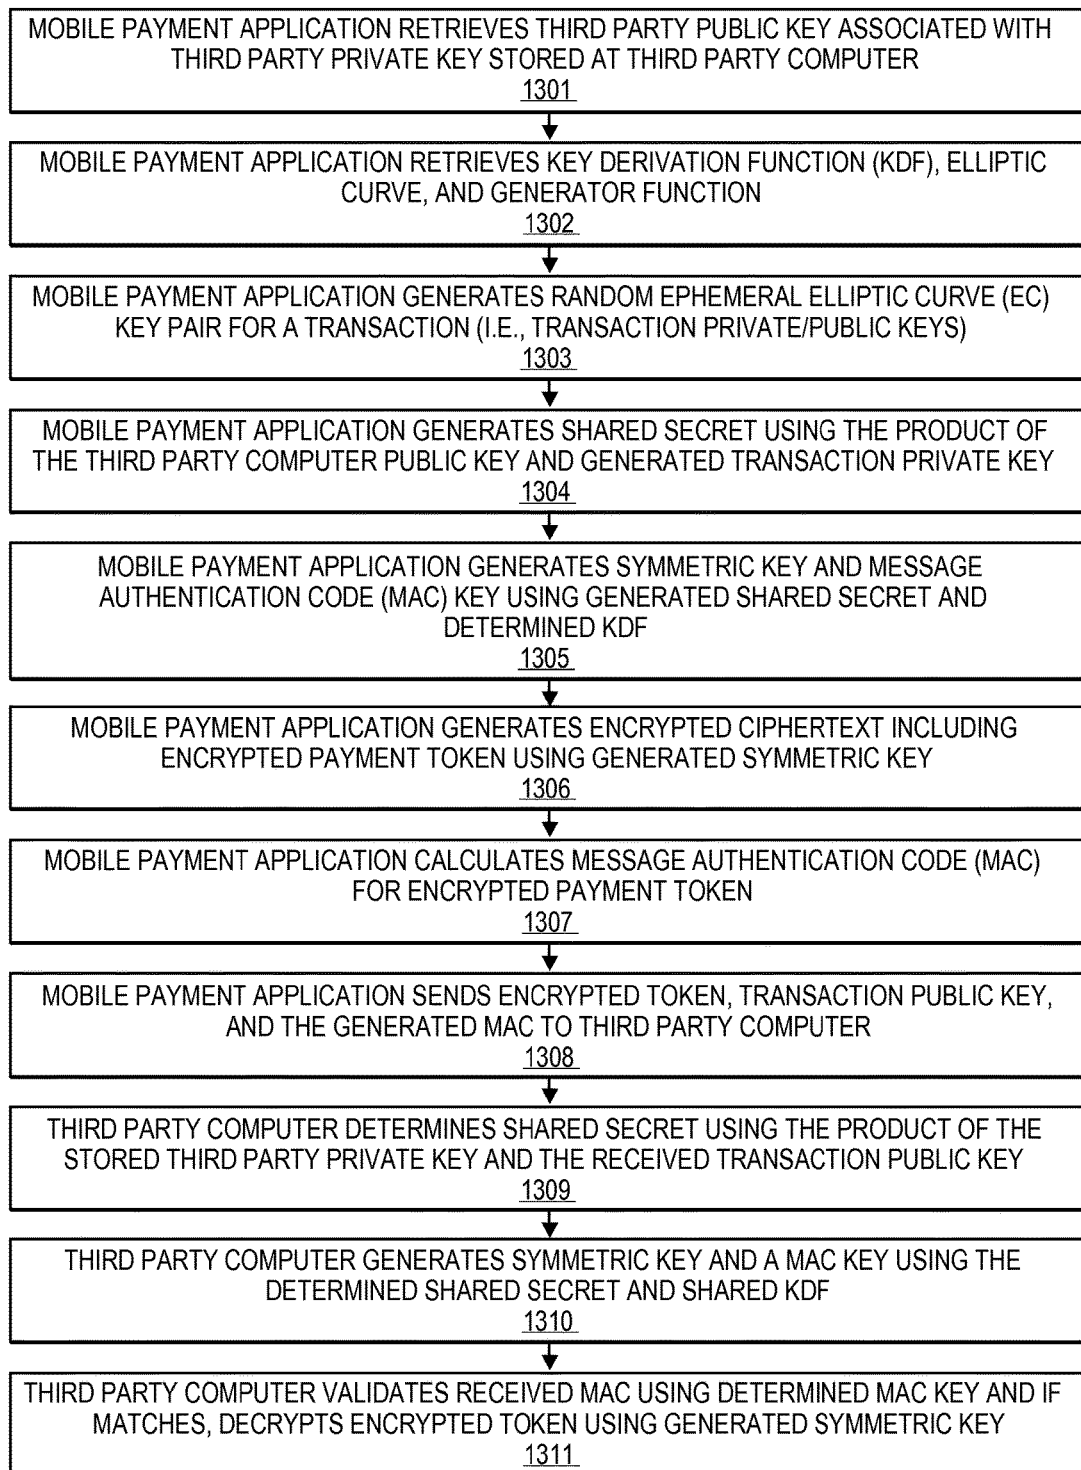 MOBILE PAYMENT APPLICATION RETRIEVES THIRD PARTY PUBLIC KEY ASSOCIATED WITH
THIRD PARTY PRIVATE KEY STORED AT THIRD PARTY COMPUTER
1301
MOBILE PAYMENT APPLICATION RETRIEVES KEY DERIVATION FUNCTION (KDF), ELLIPTIC
CURVE, AND GENERATOR FUNCTION
1302
MOBILE PAYMENT APPLICATION GENERATES RANDOM EPHEMERAL ELLIPTIC CURVE (EC)
KEY PAIR FOR A TRANSACTION (I.E., TRANSACTION PRIVATE/PUBLIC KEYS)
1303
MOBILE PAYMENT APPLICATION GENERATES SHARED SECRET USING THE PRODUCT OF
THE THIRD PARTY COMPUTER PUBLIC KEY AND GENERATED TRANSACTION PRIVATE KEY
1304
MOBILE PAYMENT APPLICATION GENERATES SYMMETRIC KEY AND MESSAGE
AUTHENTICATION CODE (MAC) KEY USING GENERATED SHARED SECRET AND
DETERMINED KDF
1305
MOBILE PAYMENT APPLICATION GENERATES ENCRYPTED CIPHERTEXT INCLUDING
ENCRYPTED PAYMENT TOKEN USING GENERATED SYMMETRIC KEY
1306
MOBILE PAYMENT APPLICATION CALCULATES MESSAGE AUTHENTICATION CODE (MAC)
FOR ENCRYPTED PAYMENT TOKEN
1307
MOBILE PAYMENT APPLICATION SENDS ENCRYPTED TOKEN, TRANSACTION PUBLIC KEY,
AND THE GENERATED MAC TO THIRD PARTY COMPUTER
1308
THIRD PARTY COMPUTER DETERMINES SHARED SECRET USING THE PRODUCT OF THE
STORED THIRD PARTY PRIVATE KEY AND THE RECEIVED TRANSACTION PUBLIC KEY
1309
THIRD PARTY COMPUTER GENERATES SYMMETRIC KEY AND A MAC KEY USING THE
DETERMINED SHARED SECRET AND SHARED KDF
1310
THIRD PARTY COMPUTER VALIDATES RECEIVED MAC USING DETERMINED MAC KEY AND IF
MATCHES, DECRYPTS ENCRYPTED TOKEN USING GENERATED SYMMETRIC KEY
1311